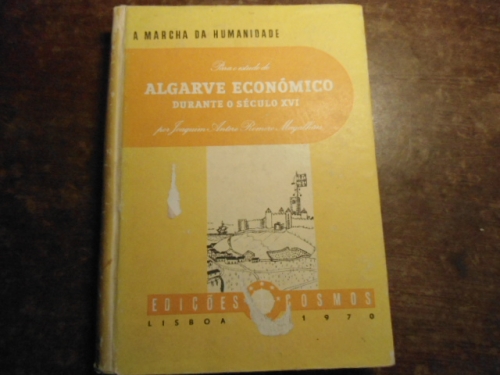 A MARCHA DA HUMANIDADE
Para o estudo do
ALGARVE ECONÓMICO
DURANTE O SÉCULO XVI
por Joaquim Antero Romero Magalhães
EDIÇÕES COSMOS
LISBOA 1970